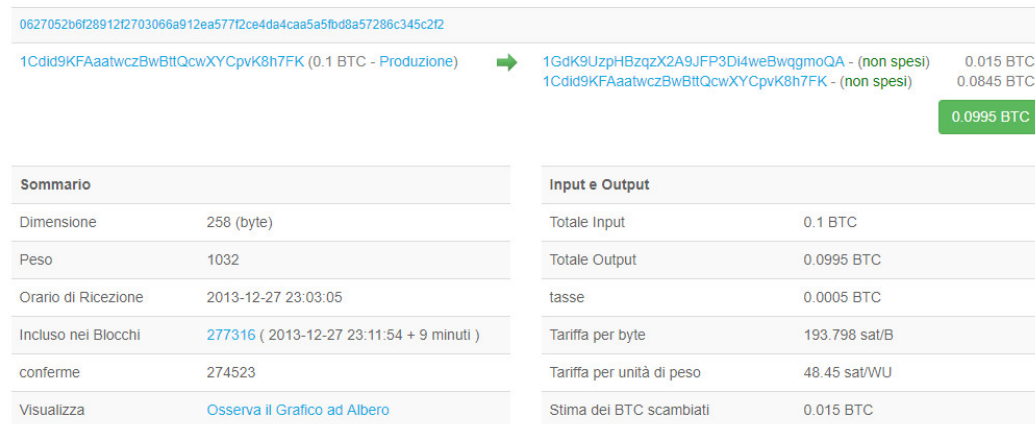 0627052b6f28912f2703066a912ea577f2ce4da4caa5a5fbd8a57286c345c2f2
1Cdid9KFAaatwczBwBttQcwXYCpvK8h7FK (0.1 BTC - Produzione)
1GdK9UzpHBzqzX2A9JFP3Di4weBwqgmoQA - (non spesi) 0.015 BTC
1Cdid9KFAaatwczBwBttQcwXYCpvK8h7FK - (non spesi) 0.0845 BTC
0.0995 BTC
Sommario
Dimensione 258 (byte)
Peso 1032
Orario di Ricezione 2013-12-27 23:03:05
Incluso nei Blocchi 277316 ( 2013-12-27 23:11:54 + 9 minuti )
conferme 274523
Visualizza Osserva il Grafico ad Albero
Input e Output
Totale Input 0.1 BTC
Totale Output 0.0995 BTC
tasse 0.0005 BTC
Tariffa per byte 193.798 sat/B
Tariffa per unità di peso 48.45 sat/WU
Stima dei BTC scambiati 0.015 BTC